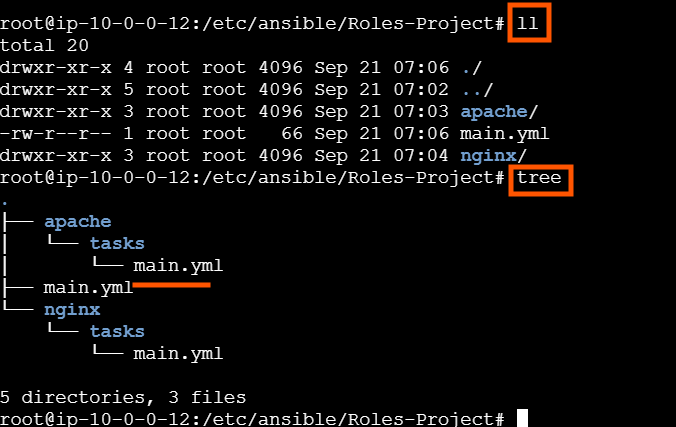 root@ip-10-0-0-12:/etc/ansible/Roles-Project# ll
total 20
drwxr-xr-x 4 root root 4096 Sep 21 07:06 ./
drwxr-xr-x 5 root root 4096 Sep 21 07:02 ../
drwxr-xr-x 3 root root 4096 Sep 21 07:03 apache/
-rw-r--r-- 1 root root   66 Sep 21 07:06 main.yml
drwxr-xr-x 3 root root 4096 Sep 21 07:04 nginx/
root@ip-10-0-0-12:/etc/ansible/Roles-Project# tree
.
├── apache
│   └── tasks
│       └── main.yml
├── main.yml
└── nginx
    └── tasks
        └── main.yml
5 directories, 3 files
root@ip-10-0-0-12:/etc/ansible/Roles-Project#